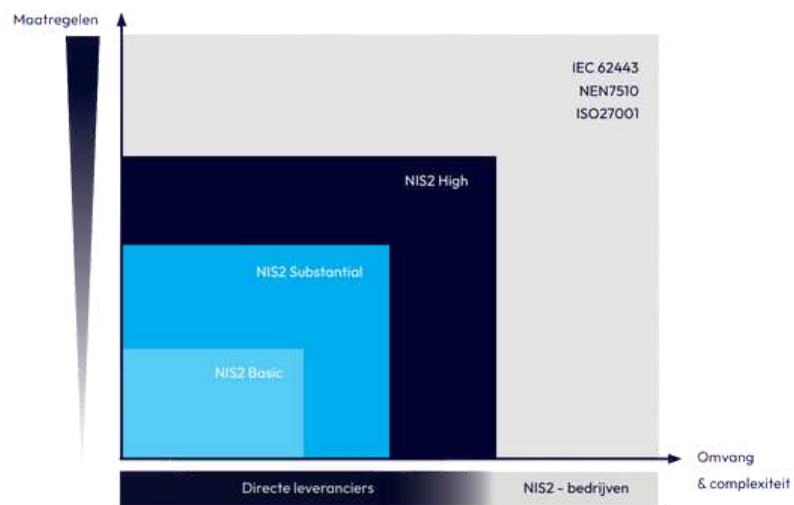 Maatregelen
IEC 62443
NEN7510
ISO27001
NIS2 High
NIS2 Substantial
NIS2 Basic
Omvang
& complexiteit
Directe leveranciers
NIS2 - bedrijven